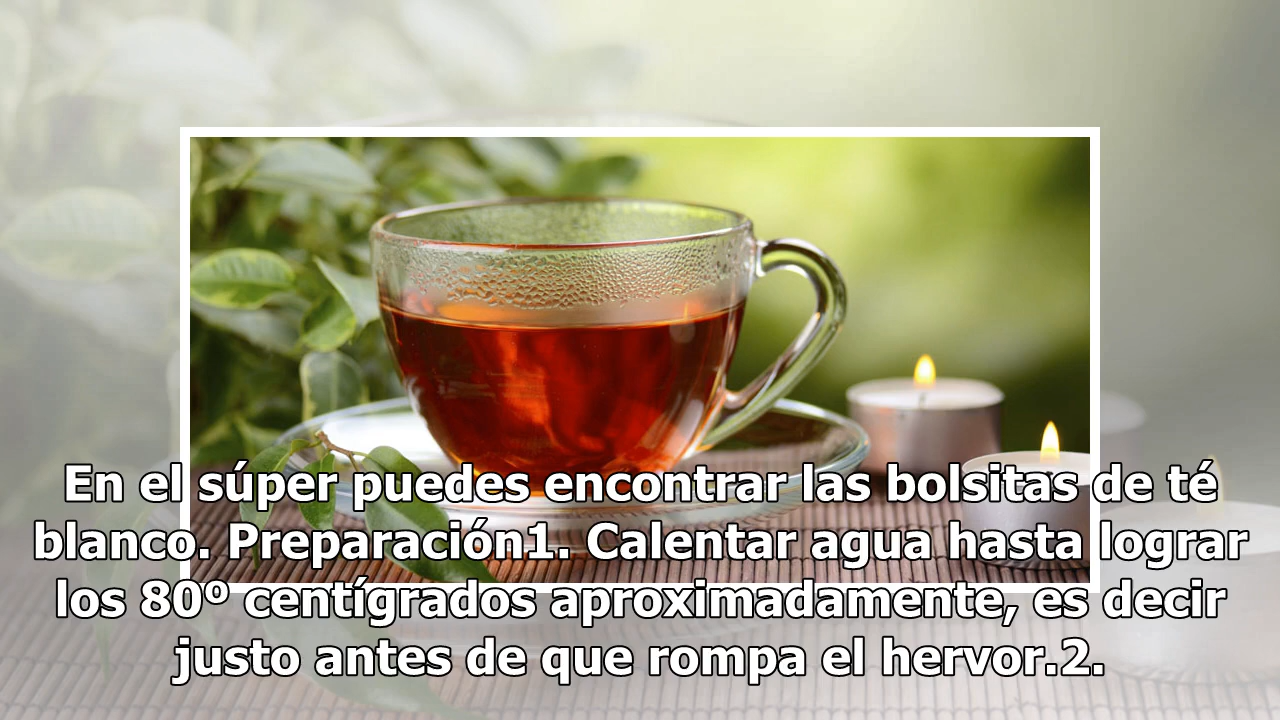 En el súper puedes encontrar las bolsitas de té
blanco. Preparación1. Calentar agua hasta lograr
los 80º centígrados aproximadamente, es decir
justo antes de que rompa el hervor.2.